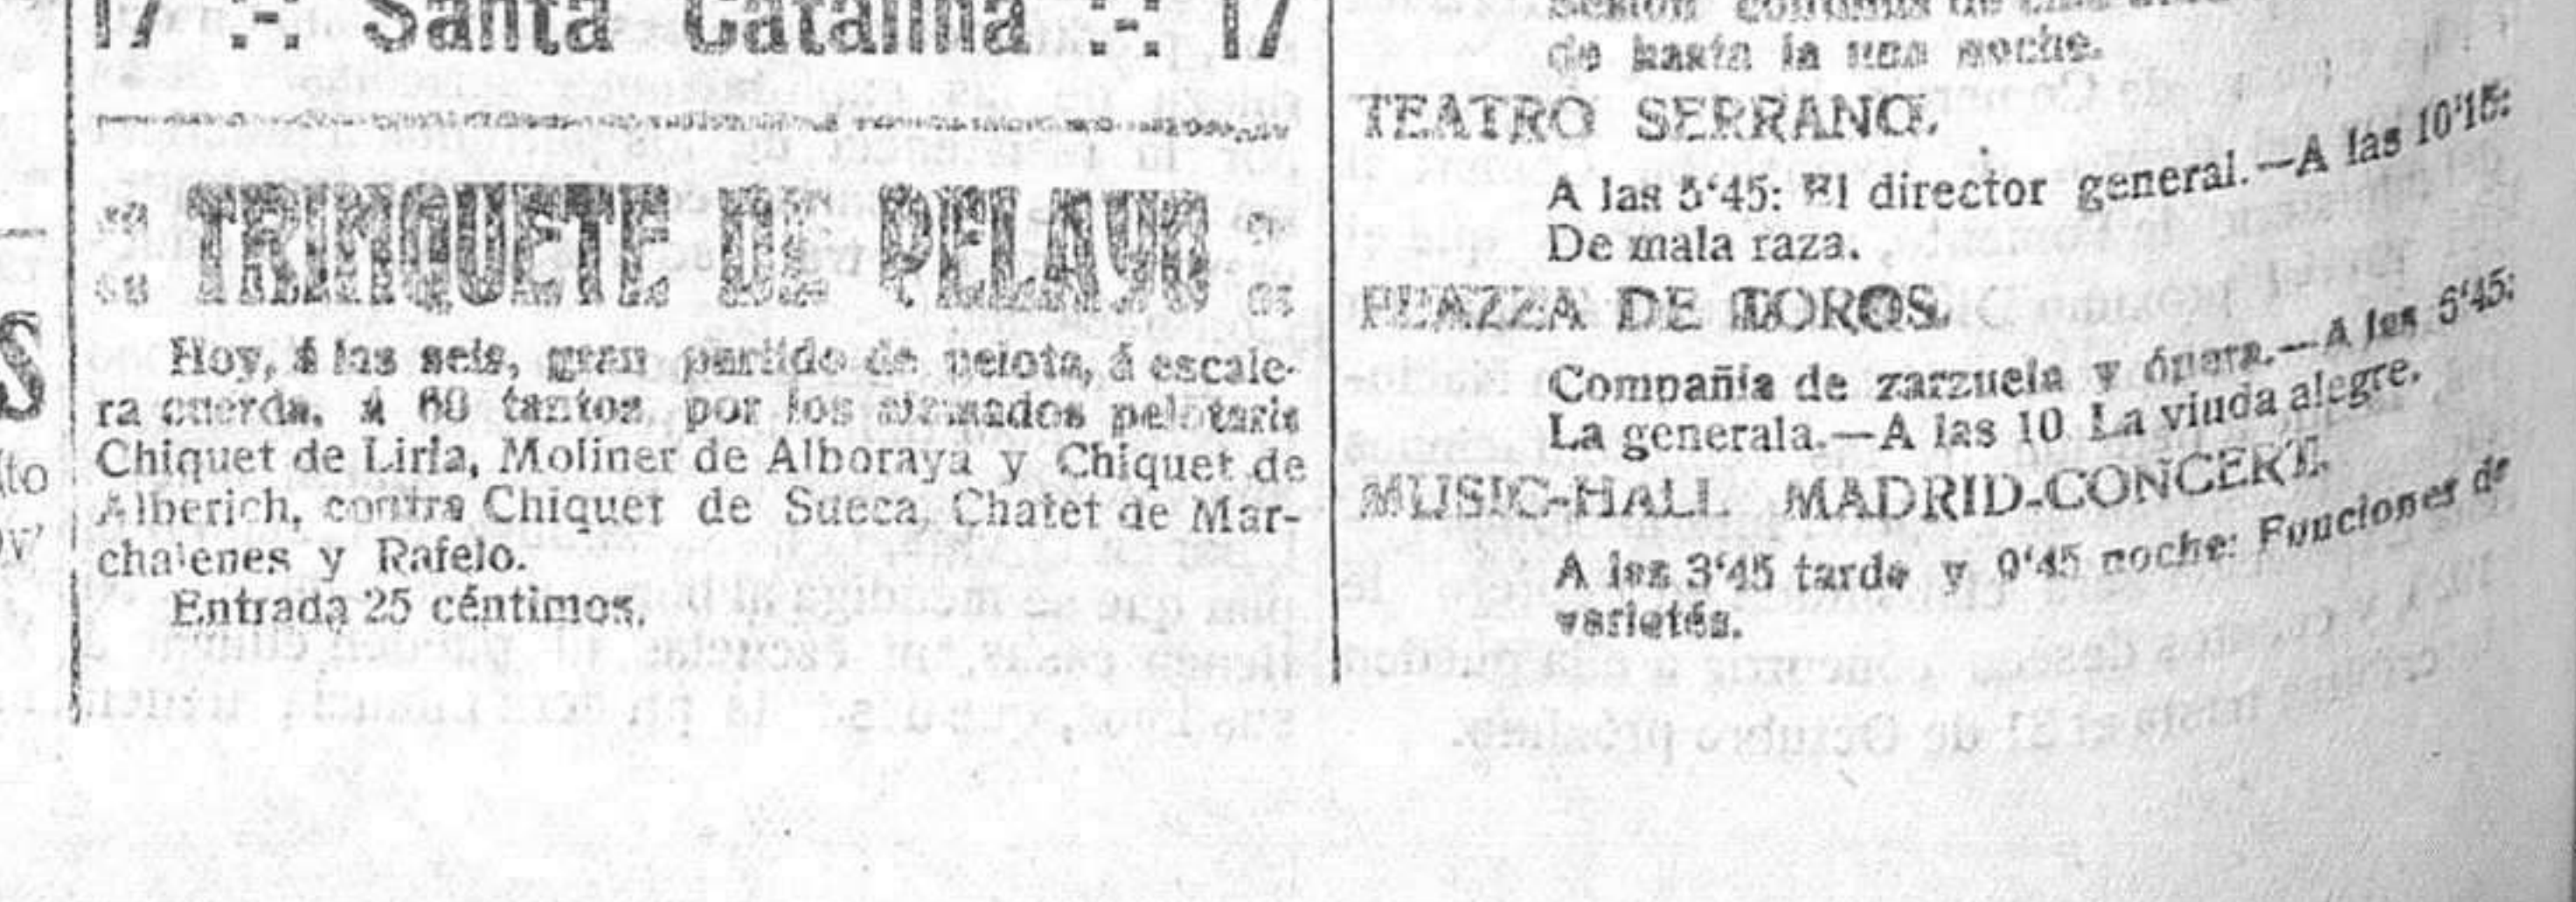 17 :-: Santa Catalina :-: 17
TRINQUETE DE PELAYO
Hoy, á las seis, gran partido de pelota, á escale-
ra cuerda, á 60 tantos por los afamados pelotaris
Chiquet de Liria, Moliner de Alboraya y Chiquet de
Alberich, contra Chiquet de Sueca, Chatet de Mar-
chalenes y Rafelo.
Entrada 25 céntimos.
de hasta la una noche.
TEATRO SERRANO.
A las 5‘45: El director general.—A las 10‘15:
De mala raza.
PLAZZA DE TOROS.
Compañía de zarzuela y ópera.—A las 6‘45:
La generala.—A las 10 La viuda alegre.
MUSIC-HALL MADRID-CONCERT.
A las 3‘45 tarde y 9‘45 noche: Funciones de
varietés.